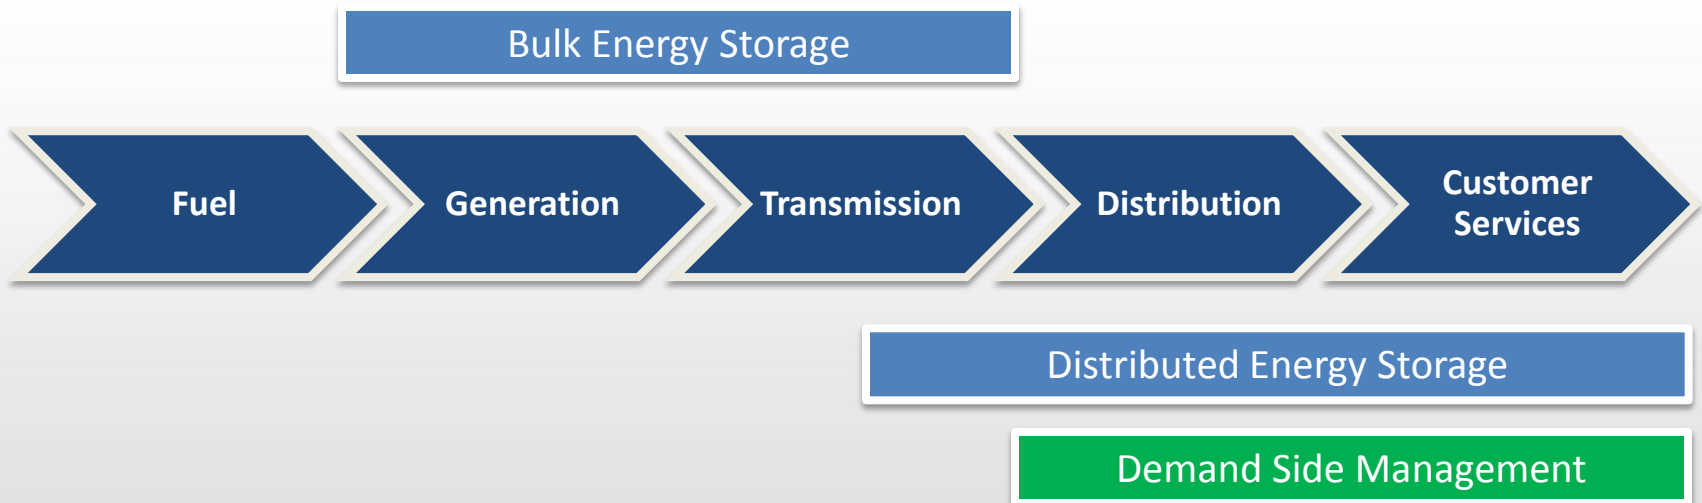 Bulk Energy Storage
Fuel
Generation
Transmission
Distribution
Customer
Services
Distributed Energy Storage
Demand Side Management